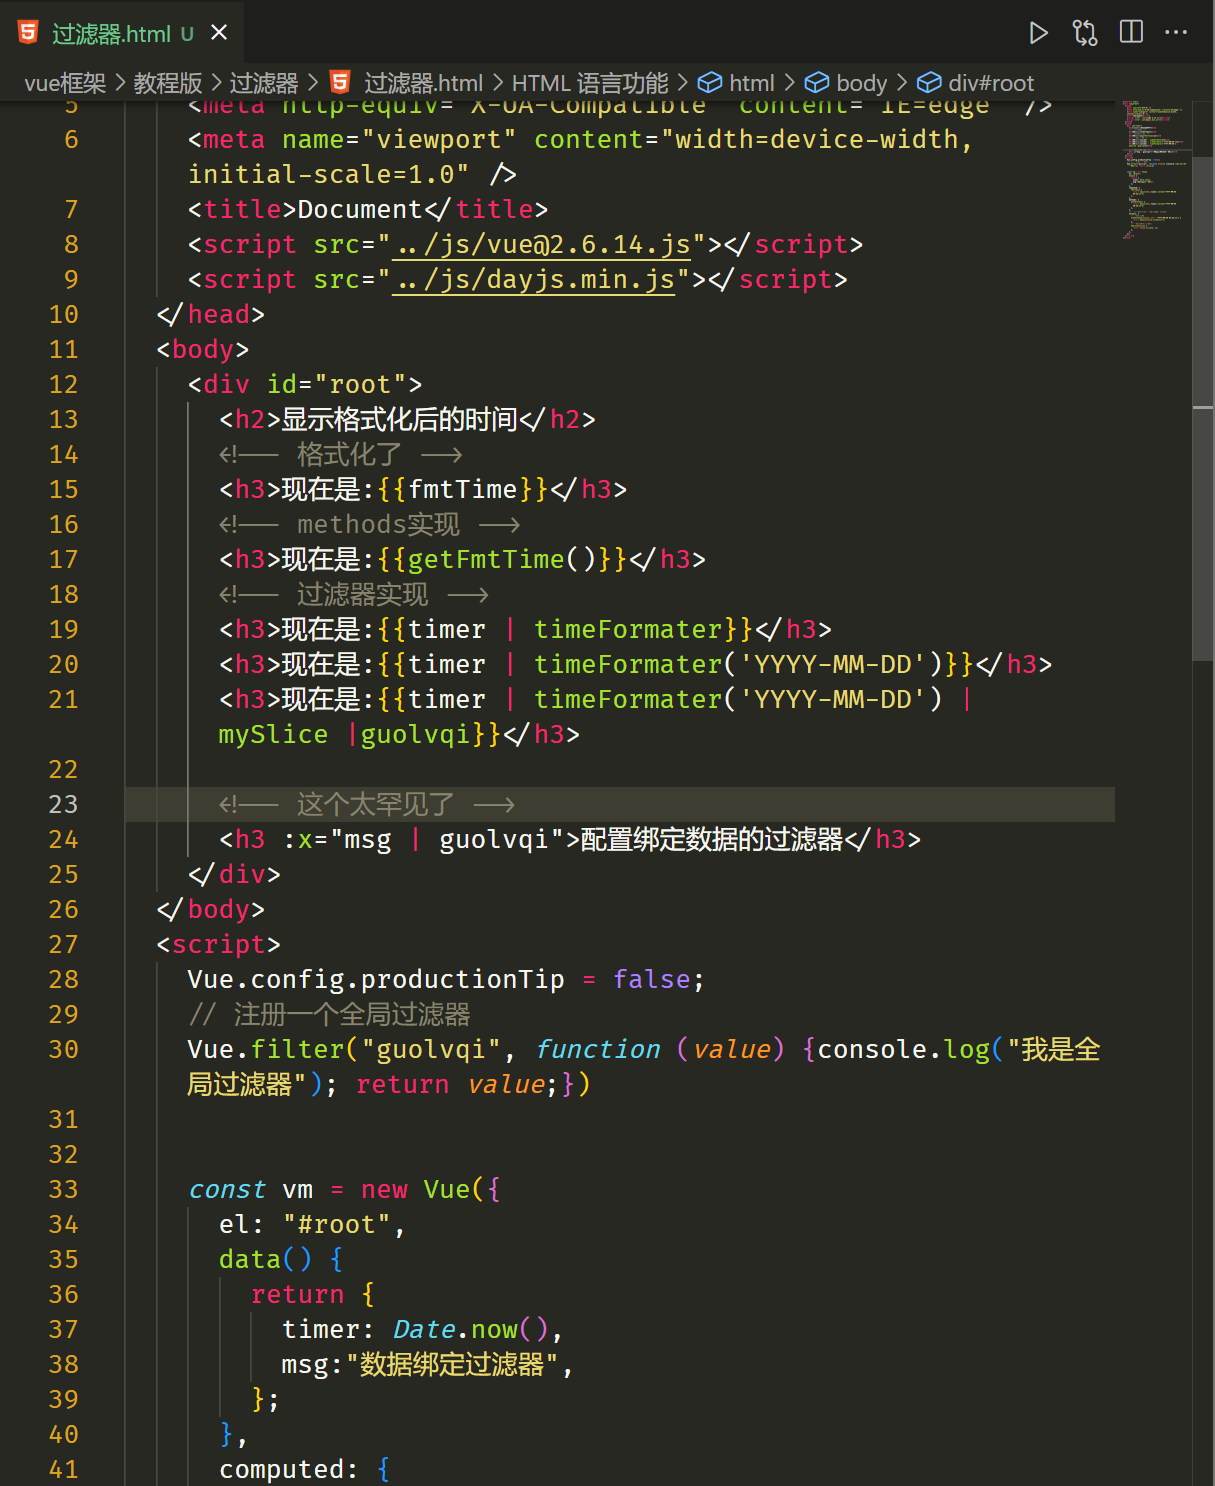 过滤器.html U
vue框架 > 教程版 > 过滤器 > 过滤器.html > HTML 语言功能 > html > body > div#root
5 <meta http-equiv="X-UA-Compatible" content="IE=edge" />
6 <meta name="viewport" content="width=device-width,
initial-scale=1.0" />
7 <title>Document</title>
8 <script src="../js/vue@2.6.14.js"></script>
9 <script src="../js/dayjs.min.js"></script>
10 </head>
11 <body>
12 <div id="root">
13 <h2>显示格式化后的时间</h2>
14 <!-- 格式化了 -->
15 <h3>现在是:{{fmtTime}}</h3>
16 <!-- methods实现 -->
17 <h3>现在是:{{getFmtTime()}}</h3>
18 <!-- 过滤器实现 -->
19 <h3>现在是:{{timer | timeFormater}}</h3>
20 <h3>现在是:{{timer | timeFormater('YYYY-MM-DD')}}</h3>
21 <h3>现在是:{{timer | timeFormater('YYYY-MM-DD') |
mySlice |guolvqi}}</h3>
22
23 <!-- 这个太罕见了 -->
24 <h3 :x="msg | guolvqi">配置绑定数据的过滤器</h3>
25 </div>
26 </body>
27 <script>
28 Vue.config.productionTip = false;
29 // 注册一个全局过滤器
30 Vue.filter("guolvqi", function (value) {console.log("我是全
局过滤器"); return value;})
31
32
33 const vm = new Vue({
34 el: "#root",
35 data() {
36 return {
37 timer: Date.now(),
38 msg:"数据绑定过滤器",
39 };
40 },
41 computed: {